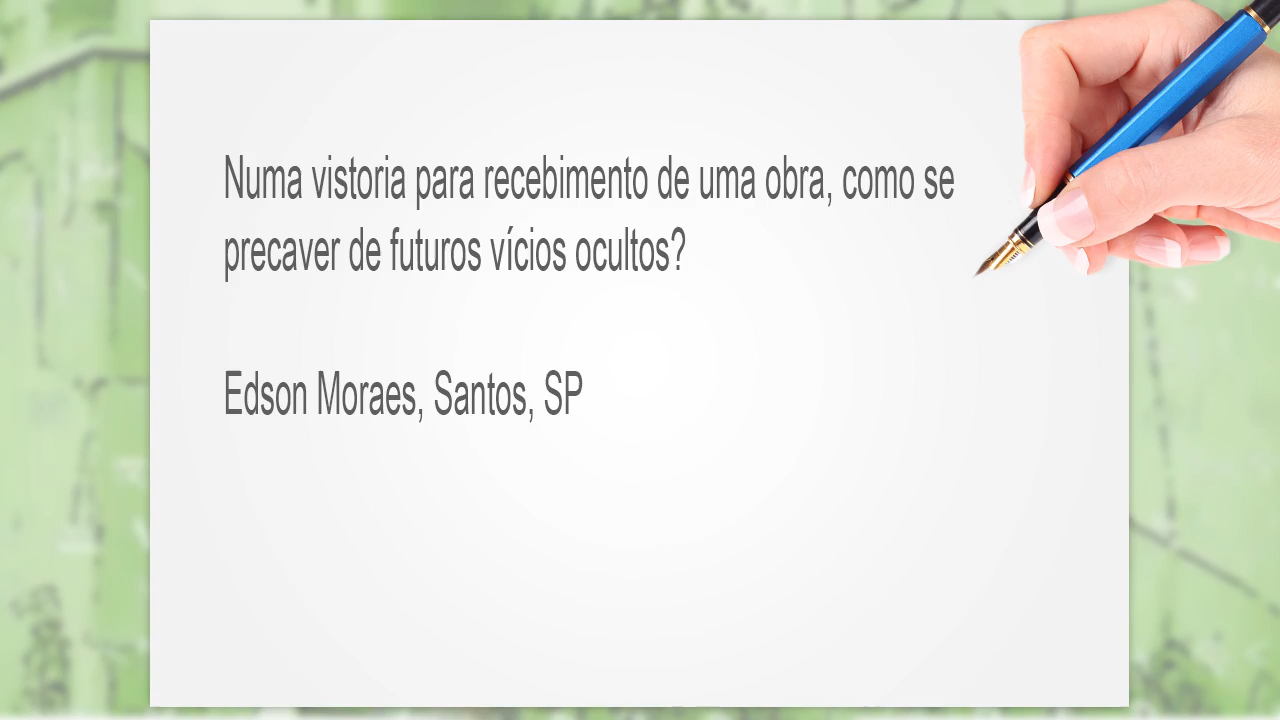 Numa vistoria para recebimento de uma obra, como se
precaver de futuros vícios ocultos?
Edson Moraes, Santos, SP